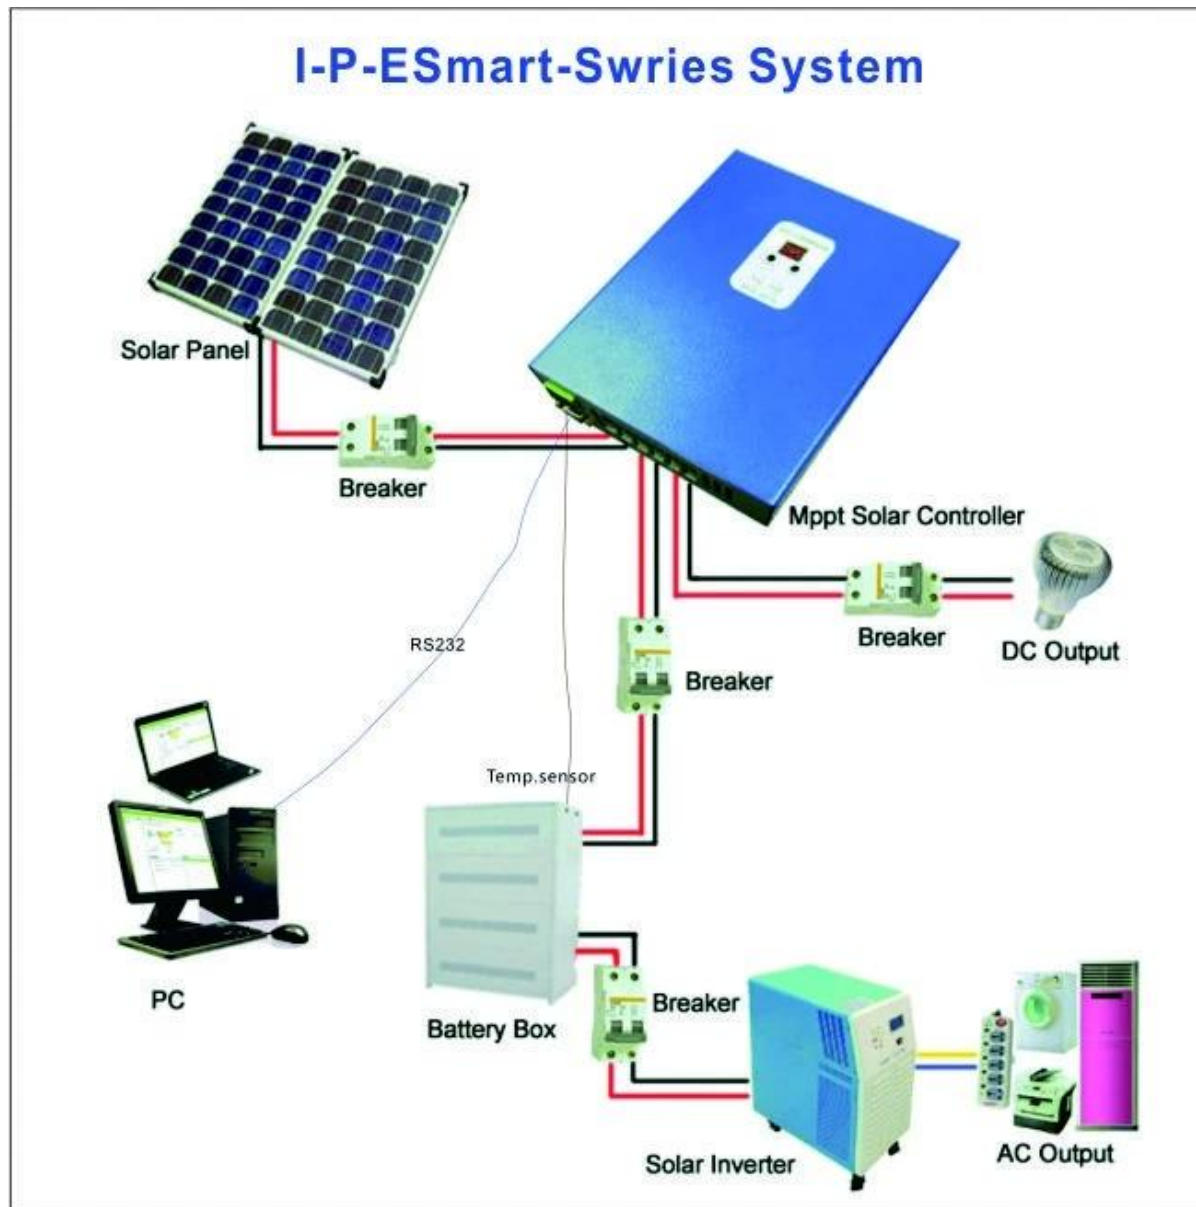 I-P-ESmart-Swries System
Solar Panel
Breaker
Mppt Solar Controller
Breaker
DC Output
RS232
Breaker
Temp.sensor
PC
Battery Box
Breaker
Solar Inverter
AC Output